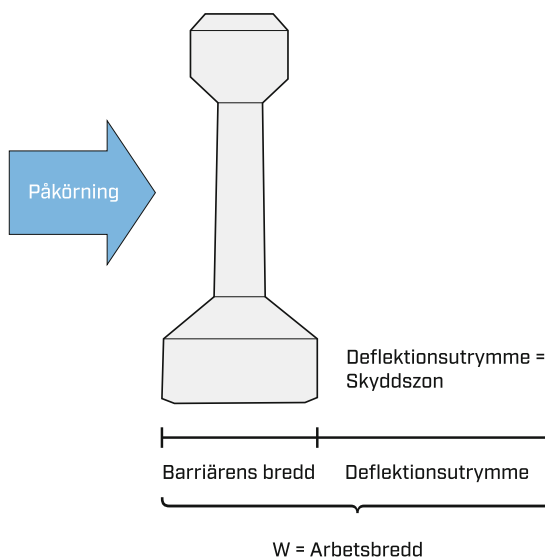 Påkörning
Deflektionsutrymme =
Skyddszon
Barriärens bredd Deflektionsutrymme
W = Arbetsbredd